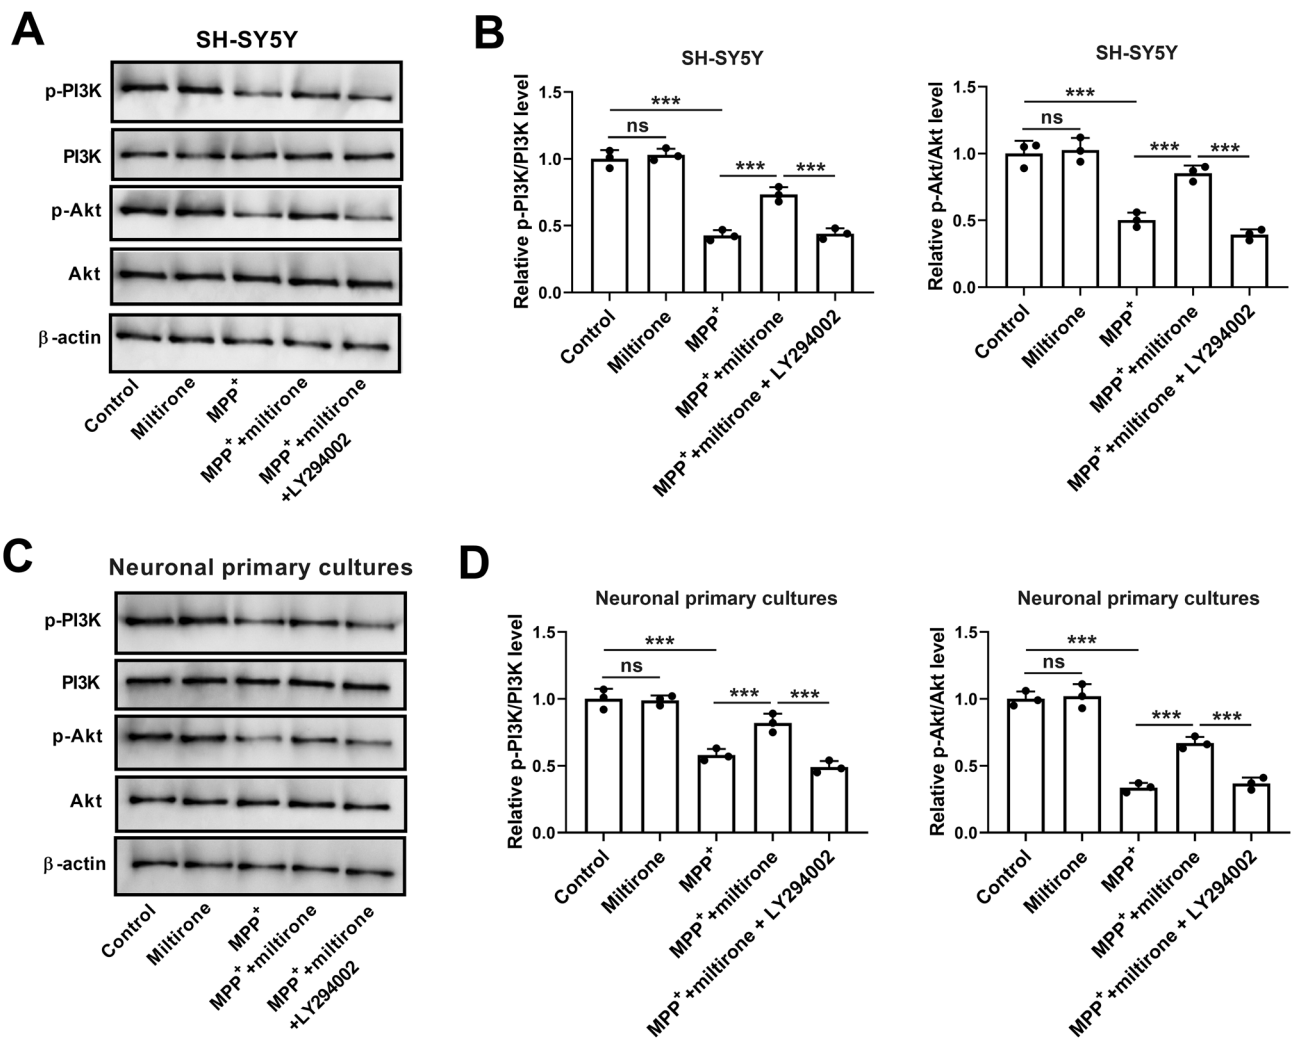 A
SH-SY5Y
p-PI3K
PI3K
p-Akt
Akt
β-actin
Control
Miltirone
MPP+
MPP+ +miltirone
MPP+ +miltirone
+LY294002
B
SH-SY5Y
Relative p-PI3K/PI3K level
1.5
1.0
0.5
0.0
***
ns
***
***
Control
Miltirone
MPP+
MPP+ +miltirone
MPP+ +miltirone + LY294002
SH-SY5Y
Relative p-Akt/Akt level
1.5
1.0
0.5
0.0
***
ns
***
***
Control
Miltirone
MPP+
MPP+ +miltirone
MPP+ +miltirone + LY294002
C
Neuronal primary cultures
p-PI3K
PI3K
p-Akt
Akt
β-actin
Control
Miltirone
MPP+
MPP+ +miltirone
MPP+ +miltirone
+LY294002
D
Neuronal primary cultures
Relative p-PI3K/PI3K level
1.5
1.0
0.5
0.0
***
ns
***
***
Control
Miltirone
MPP+
MPP+ +miltirone
MPP+ +miltirone + LY294002
Neuronal primary cultures
Relative p-Akt/Akt level
1.5
1.0
0.5
0.0
***
ns
***
***
Control
Miltirone
MPP+
MPP+ +miltirone
MPP+ +miltirone + LY294002